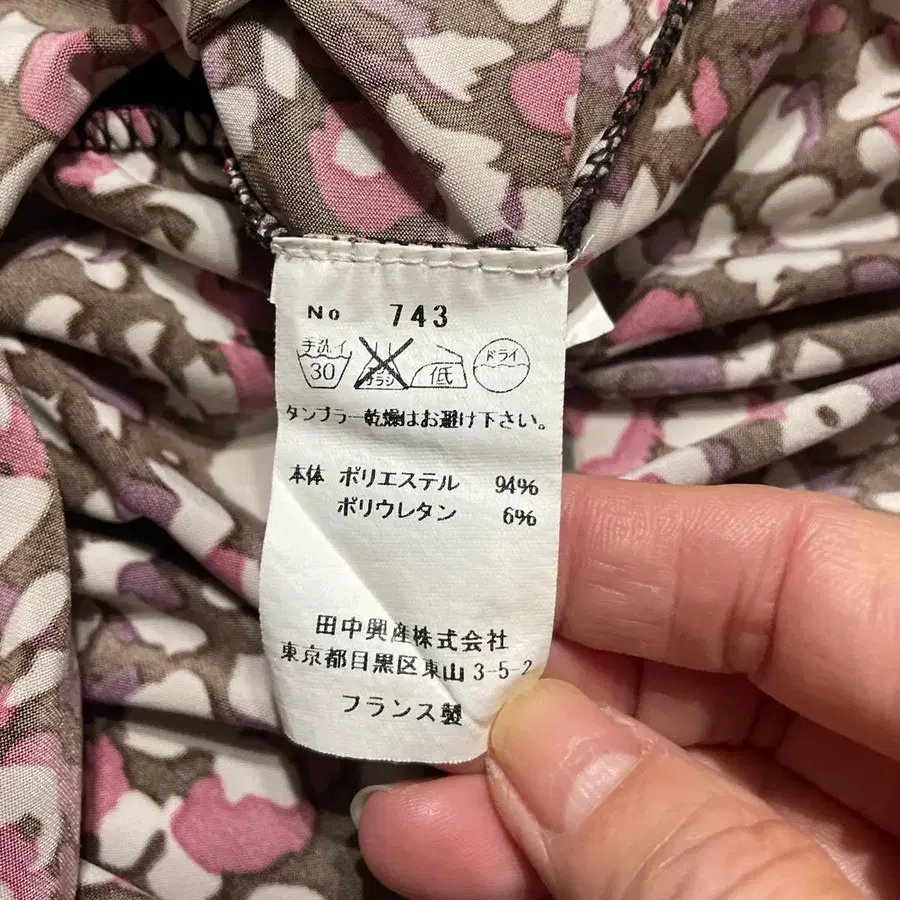 No 743
手洗イ
30
低
ドライ
タンブラー乾燥はお避け下さい。
本体 ポリエステル 94%
ポリウレタン 6%
田中興産株式会社
東京都目黒区東山 3-5-2
フランス製